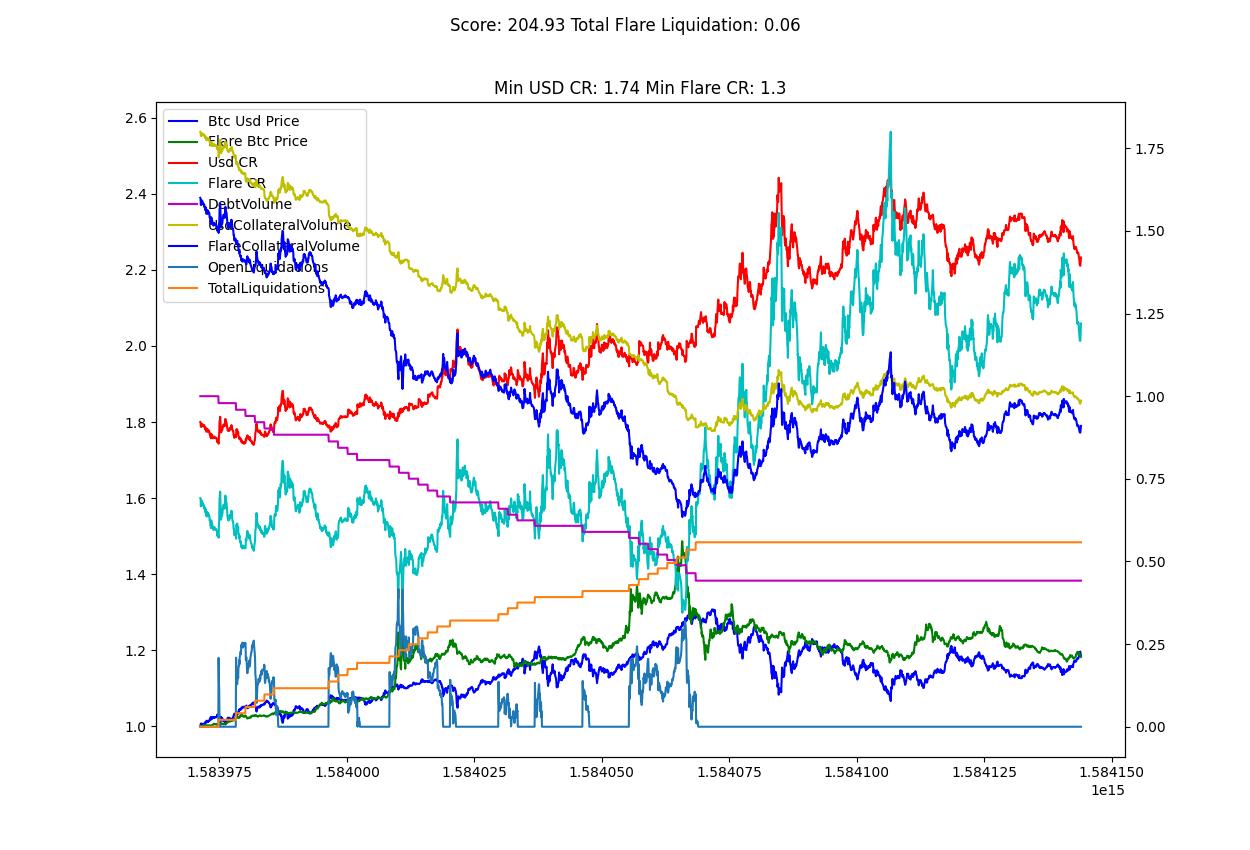 Score: 204.93 Total Flare Liquidation: 0.06
Min USD CR: 1.74 Min Flare CR: 1.3
Btc Usd Price
Flare Btc Price
Usd CR
Flare CR
DebtVolume
UsdCollateralVolume
FlareCollateralVolume
OpenLiquidations
TotalLiquidations
2.6
2.4
2.2
2.0
1.8
1.6
1.4
1.2
1.0
1.75
1.50
1.25
1.00
0.75
0.50
0.25
0.00
1.583975 1.584000 1.584025 1.584050 1.584075 1.584100 1.584125 1.584150
1e15